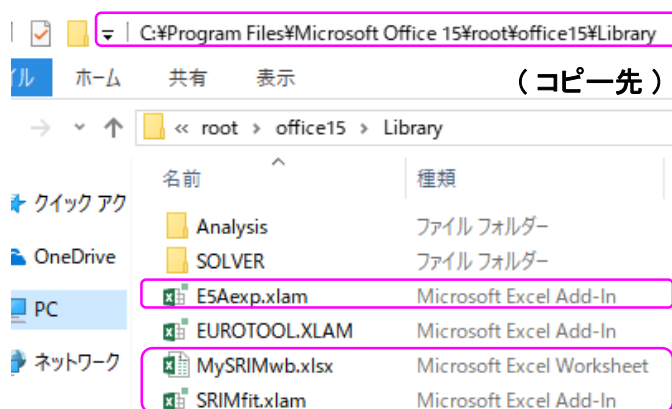 C:¥Program Files¥Microsoft Office 15¥root¥office15¥Library
イル ホーム 共有 表示 ( コピー先 )
« root > office15 > Library
名前 種類
クイック アク
Analysis ファイル フォルダー
OneDrive
SOLVER ファイル フォルダー
E5Aexp.xlam Microsoft Excel Add-In
PC
EUROTOOL.XLAM Microsoft Excel Add-In
ネットワーク
MySRIMwb.xlsx Microsoft Excel Worksheet
SRIMfit.xlam Microsoft Excel Add-In